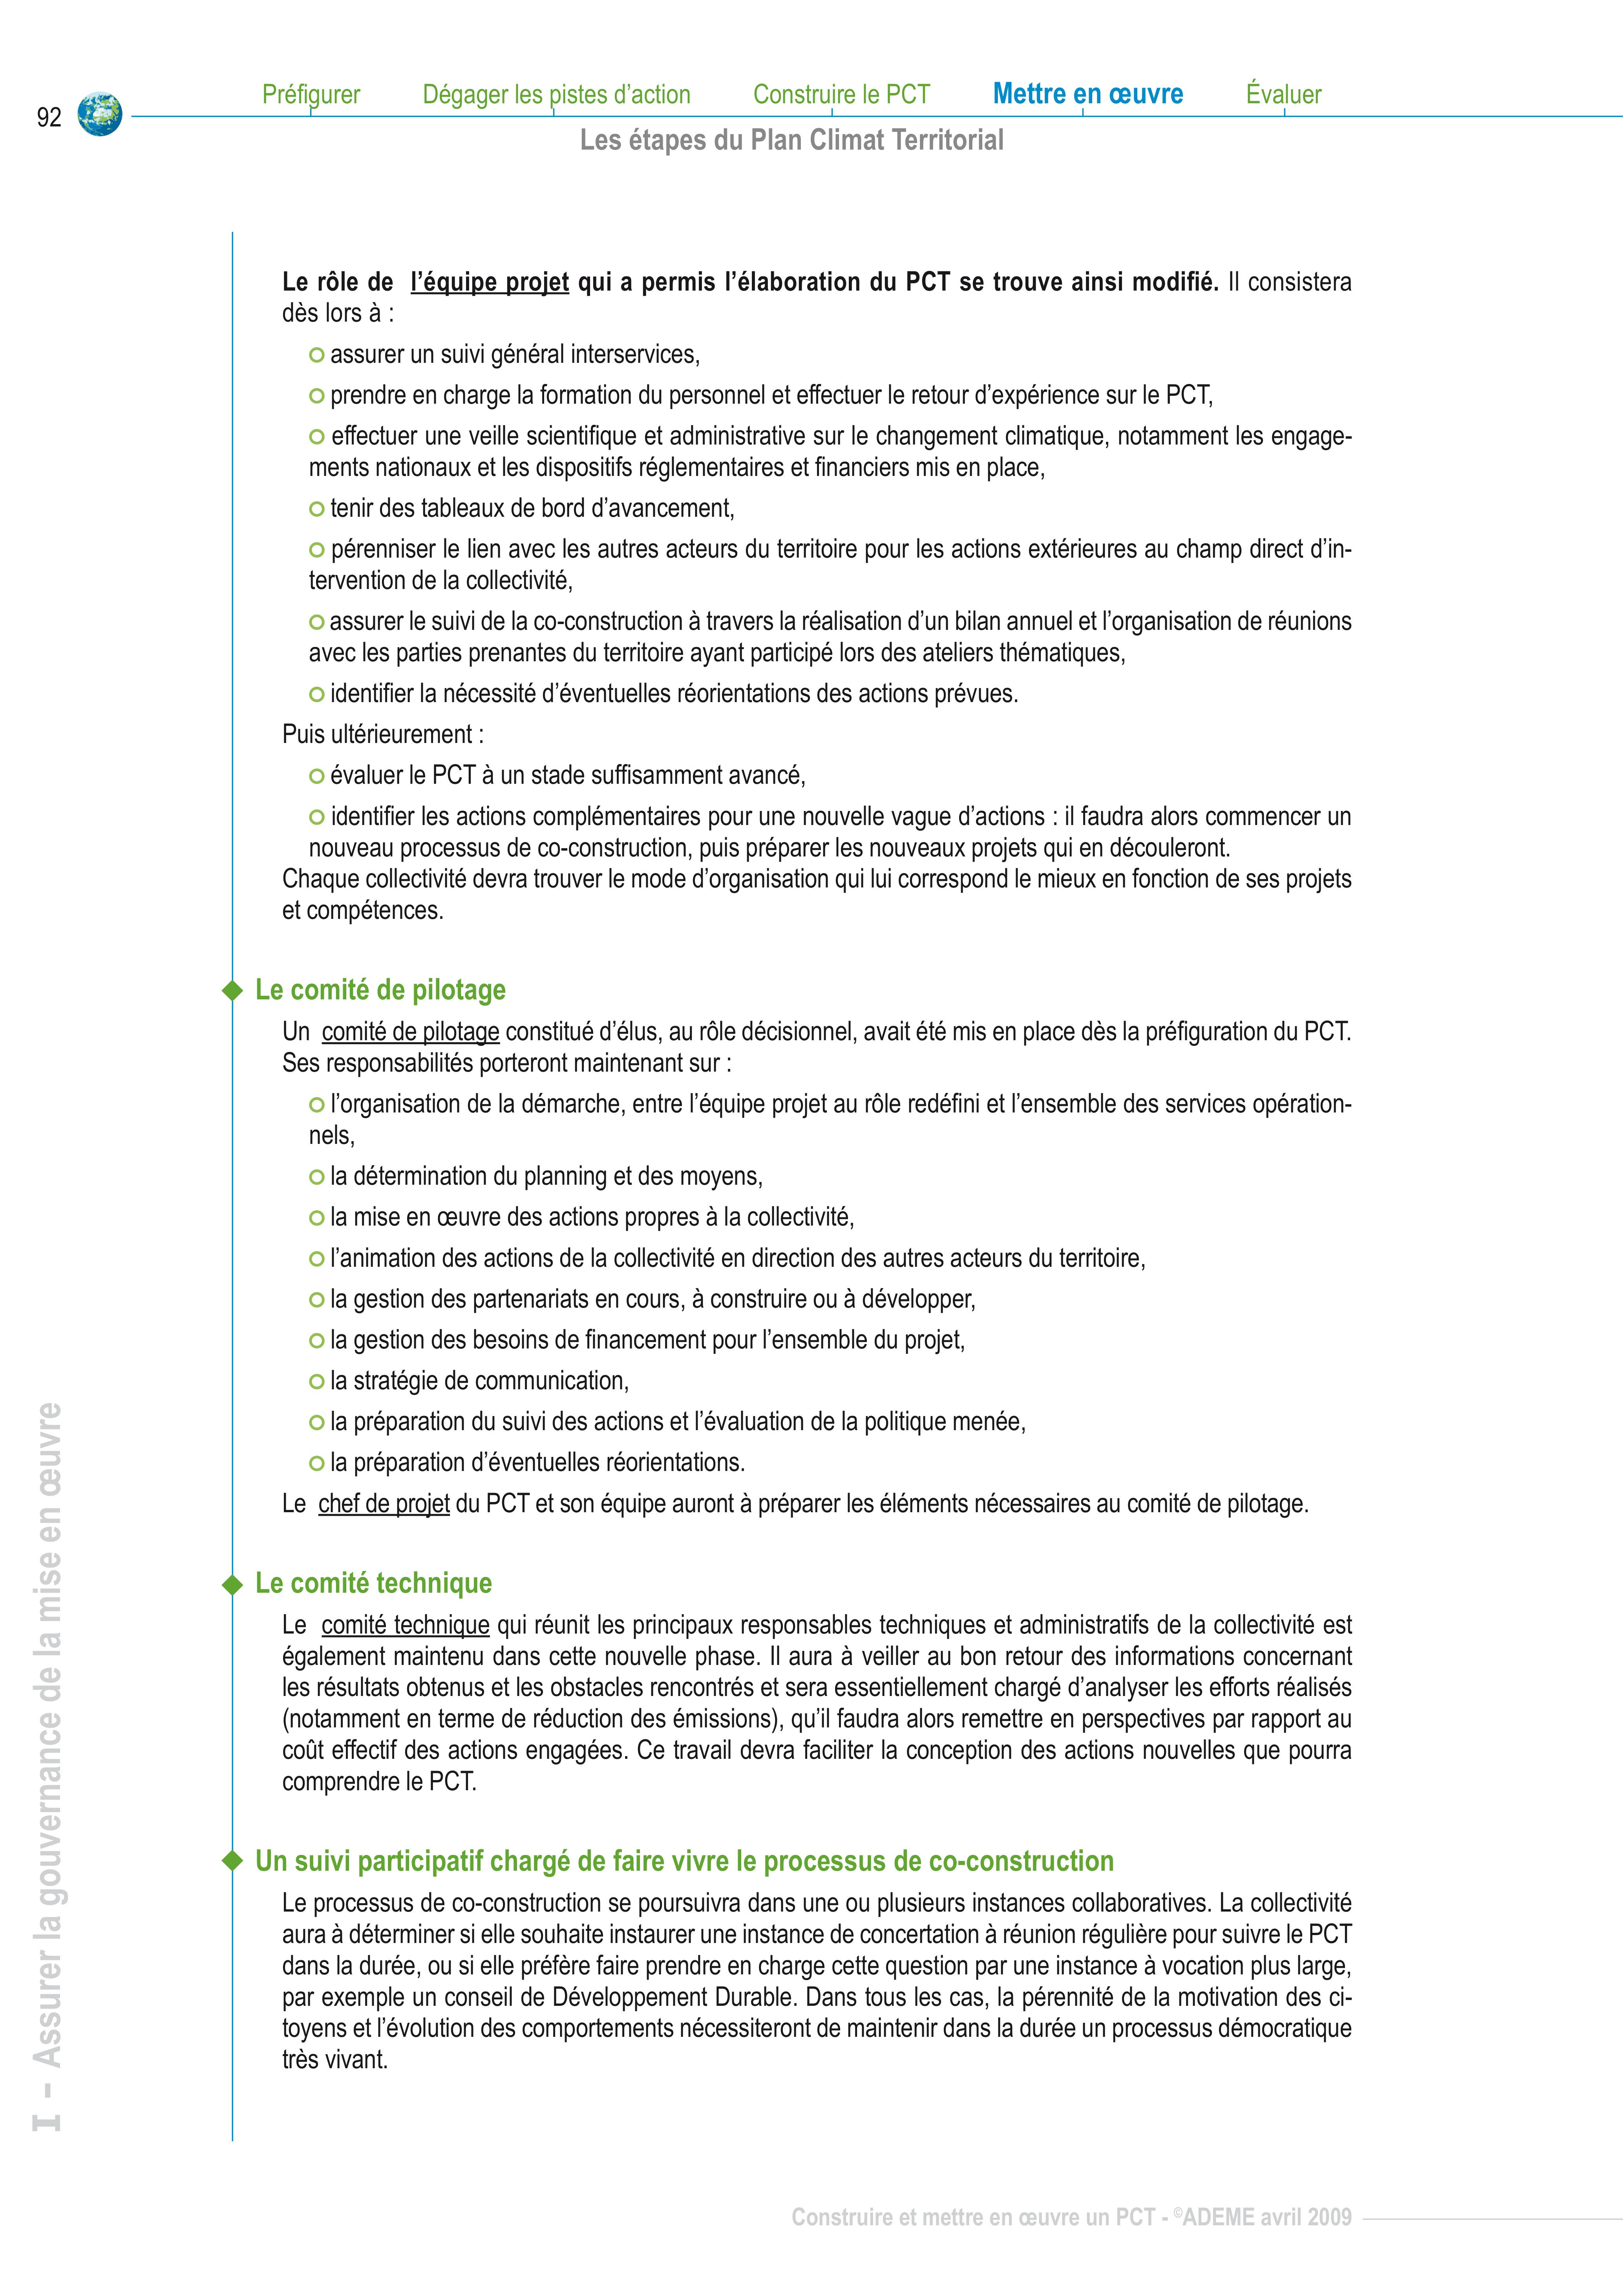 92
Préfigurer Dégager les pistes d’action Construire le PCT Mettre en œuvre Évaluer
Les étapes du Plan Climat Territorial
Le rôle de l’équipe projet qui a permis l’élaboration du PCT se trouve ainsi modifié. Il consistera
dès lors à :
assurer un suivi général interservices,
prendre en charge la formation du personnel et effectuer le retour d’expérience sur le PCT,
effectuer une veille scientifique et administrative sur le changement climatique, notamment les engage-
ments nationaux et les dispositifs réglementaires et financiers mis en place,
tenir des tableaux de bord d’avancement,
pérenniser le lien avec les autres acteurs du territoire pour les actions extérieures au champ direct d’in-
tervention de la collectivité,
assurer le suivi de la co-construction à travers la réalisation d’un bilan annuel et l’organisation de réunions
avec les parties prenantes du territoire ayant participé lors des ateliers thématiques,
identifier la nécessité d’éventuelles réorientations des actions prévues.
Puis ultérieurement :
évaluer le PCT à un stade suffisamment avancé,
identifier les actions complémentaires pour une nouvelle vague d’actions : il faudra alors commencer un
nouveau processus de co-construction, puis préparer les nouveaux projets qui en découleront.
Chaque collectivité devra trouver le mode d’organisation qui lui correspond le mieux en fonction de ses projets
et compétences.
Le comité de pilotage
Un comité de pilotage constitué d’élus, au rôle décisionnel, avait été mis en place dès la préfiguration du PCT.
Ses responsabilités porteront maintenant sur :
l’organisation de la démarche, entre l’équipe projet au rôle redéfini et l’ensemble des services opération-
nels,
la détermination du planning et des moyens,
la mise en œuvre des actions propres à la collectivité,
l’animation des actions de la collectivité en direction des autres acteurs du territoire,
la gestion des partenariats en cours, à construire ou à développer,
la gestion des besoins de financement pour l’ensemble du projet,
la stratégie de communication,
la préparation du suivi des actions et l’évaluation de la politique menée,
la préparation d’éventuelles réorientations.
Le chef de projet du PCT et son équipe auront à préparer les éléments nécessaires au comité de pilotage.
Le comité technique
Le comité technique qui réunit les principaux responsables techniques et administratifs de la collectivité est
également maintenu dans cette nouvelle phase. Il aura à veiller au bon retour des informations concernant
les résultats obtenus et les obstacles rencontrés et sera essentiellement chargé d’analyser les efforts réalisés
(notamment en terme de réduction des émissions), qu’il faudra alors remettre en perspectives par rapport au
coût effectif des actions engagées. Ce travail devra faciliter la conception des actions nouvelles que pourra
comprendre le PCT.
Un suivi participatif chargé de faire vivre le processus de co-construction
Le processus de co-construction se poursuivra dans une ou plusieurs instances collaboratives. La collectivité
aura à déterminer si elle souhaite instaurer une instance de concertation à réunion régulière pour suivre le PCT
dans la durée, ou si elle préfère faire prendre en charge cette question par une instance à vocation plus large,
par exemple un conseil de Développement Durable. Dans tous les cas, la pérennité de la motivation des ci-
toyens et l’évolution des comportements nécessiteront de maintenir dans la durée un processus démocratique
très vivant.
I - Assurer la gouvernance de la mise en œuvre
Construire et mettre en œuvre un PCT - ©ADEME avril 2009